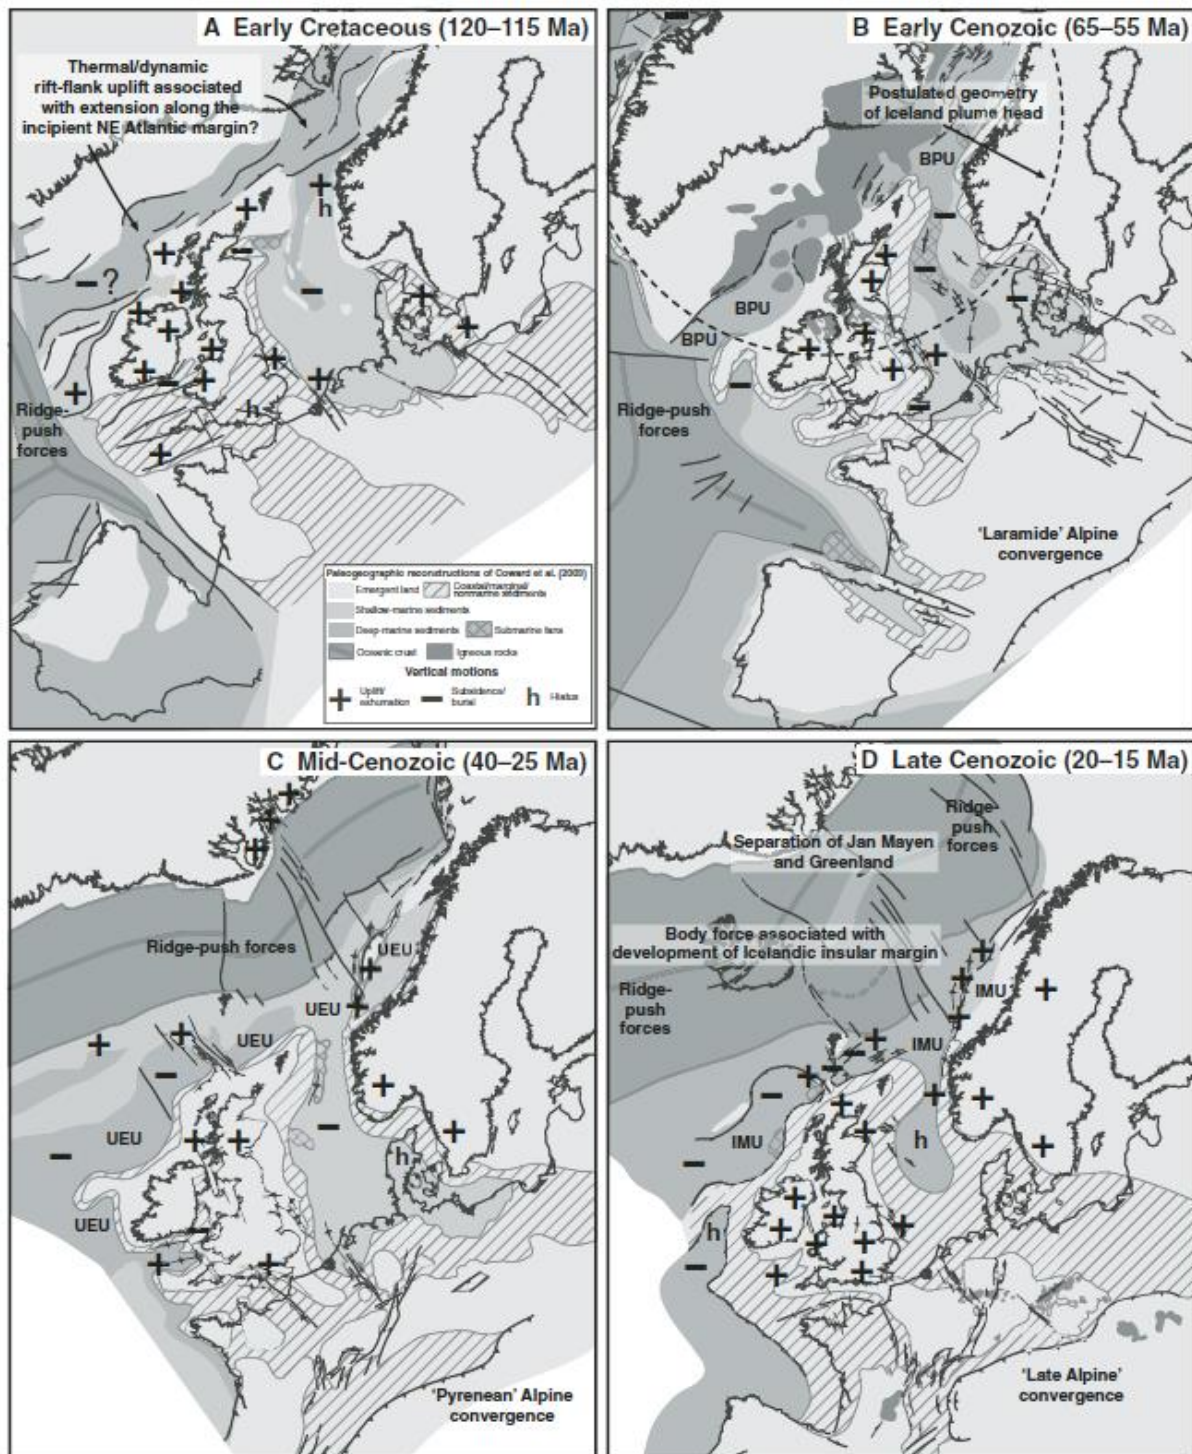 A Early Cretaceous (120–115 Ma)
Thermal/dynamic
rift-flank uplift associated
with extension along the
incipient NE Atlantic margin?
h
?
Ridge-
push
forces
h
Paleogeographic reconstructions of Coward et al. (2003)
Emergent land
Coastal/marginal/
nonmarine sediments
Shallow-marine sediments
Deep-marine sediments
Submarine fans
Oceanic crust
Igneous rocks
Vertical motions
+ Uplift/
exhumation
– Subsidence/
burial
h Hiatus
B Early Cenozoic (65–55 Ma)
Postulated geometry
of Iceland plume head
BPU
BPU
BPU
Ridge-push
forces
'Laramide' Alpine
convergence
C Mid-Cenozoic (40–25 Ma)
Ridge-push forces
UEU
UEU
UEU
UEU
UEU
h
'Pyrenean' Alpine
convergence
D Late Cenozoic (20–15 Ma)
Ridge-
push
forces
Separation of Jan Mayen
and Greenland
Body force associated with
development of Icelandic insular margin
Ridge-push
forces
IMU
IMU
IMU
h
h
'Late Alpine'
convergence